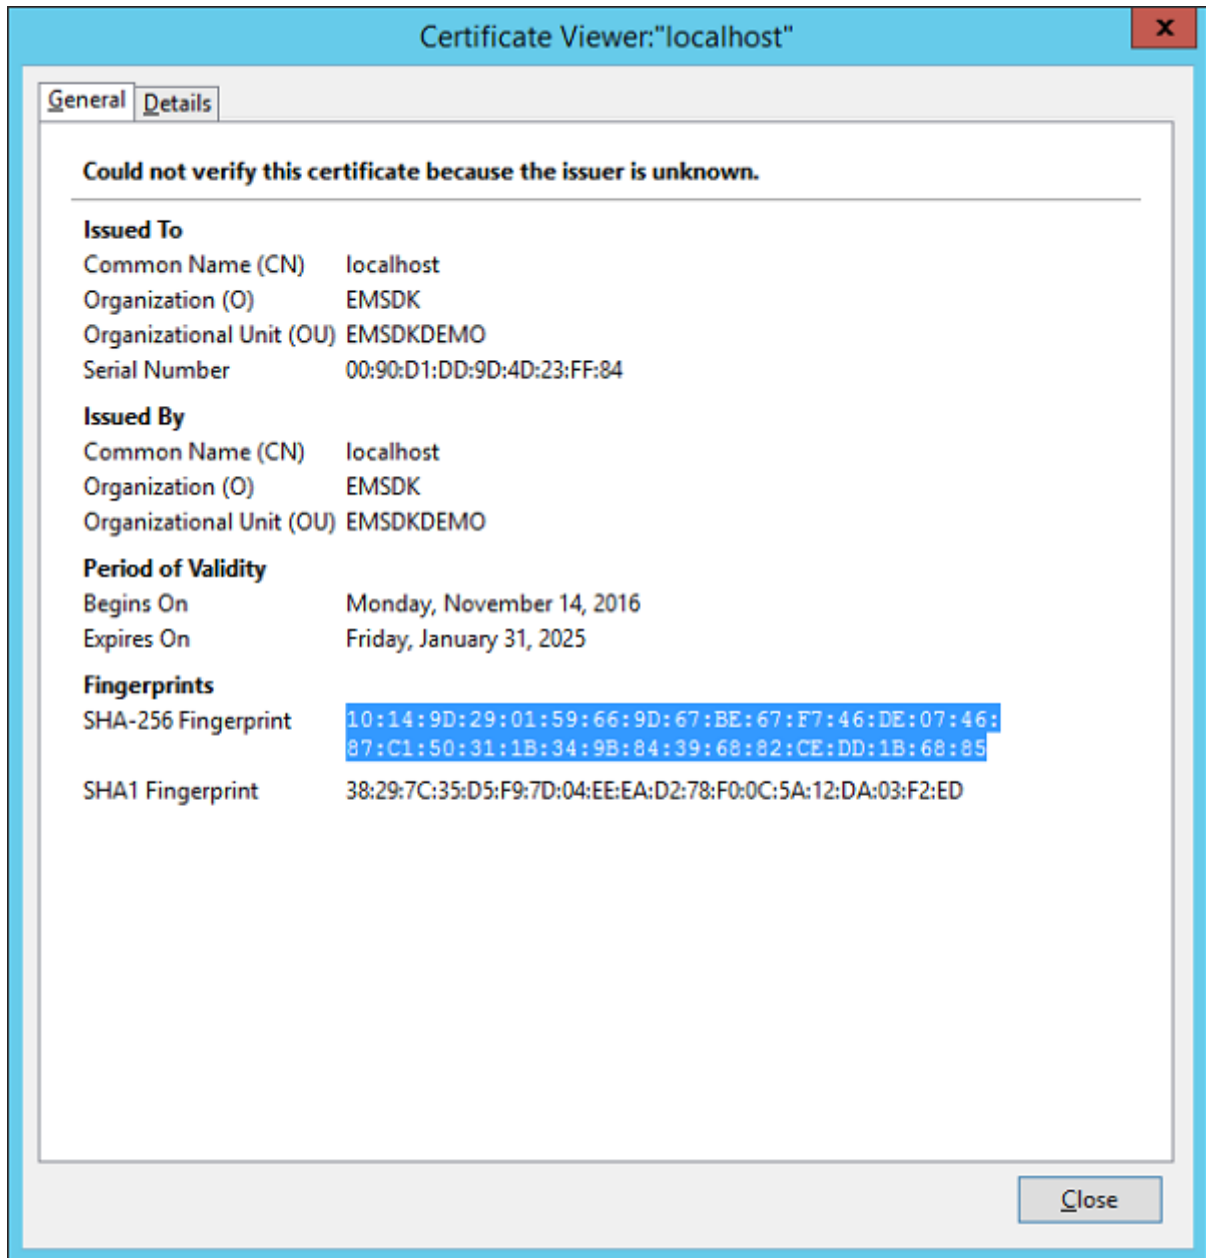 Certificate Viewer:"localhost"
x
General Details
Could not verify this certificate because the issuer is unknown.
Issued To
Common Name (CN) localhost
Organization (O) EMSDK
Organizational Unit (OU) EMSDKDEMO
Serial Number 00:90:D1:DD:9D:4D:23:FF:84
Issued By
Common Name (CN) localhost
Organization (O) EMSDK
Organizational Unit (OU) EMSDKDEMO
Period of Validity
Begins On Monday, November 14, 2016
Expires On Friday, January 31, 2025
Fingerprints
SHA-256 Fingerprint 10:14:9D:29:01:59:66:9D:67:BE:67:F7:46:DE:07:46:
87:C1:50:31:1B:34:9B:84:39:68:82:CE:DD:1B:68:85
SHA1 Fingerprint 38:29:7C:35:D5:F9:7D:04:EE:EA:D2:78:F0:0C:5A:12:DA:03:F2:ED
Close